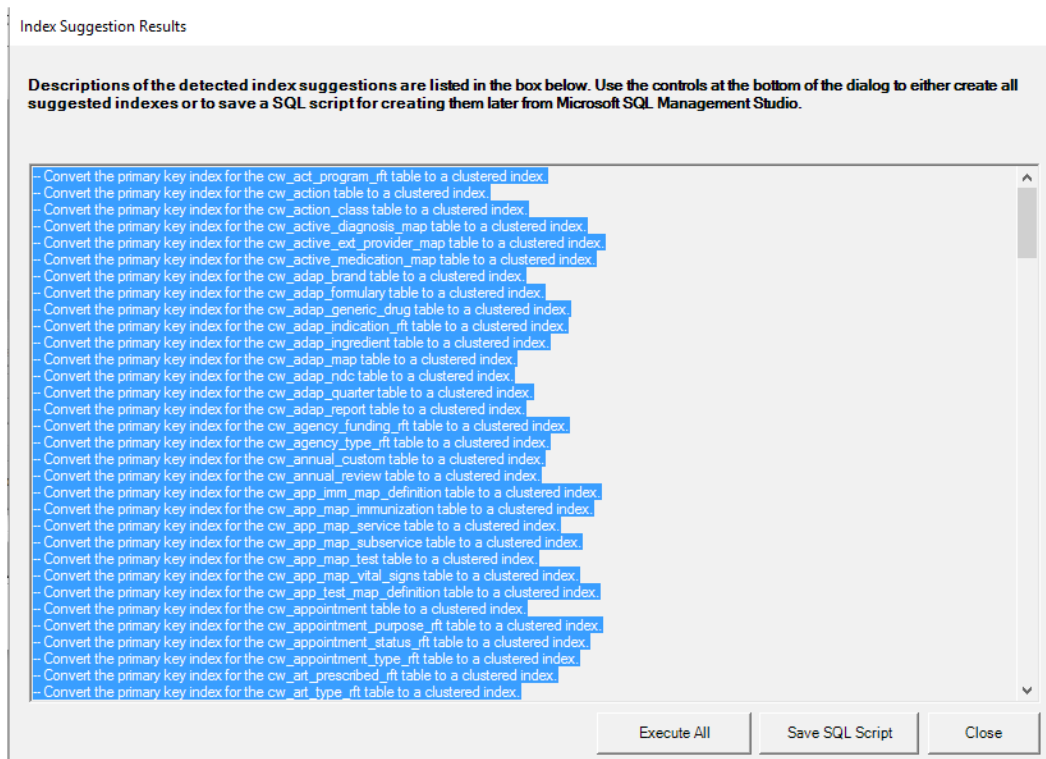 Index Suggestion Results
Descriptions of the detected index suggestions are listed in the box below. Use the controls at the bottom of the dialog to either create all
suggested indexes or to save a SQL script for creating them later from Microsoft SQL Management Studio.
-- Convert the primary key index for the cw_act_program_rft table to a clustered index.
-- Convert the primary key index for the cw_action table to a clustered index.
-- Convert the primary key index for the cw_action_class table to a clustered index.
-- Convert the primary key index for the cw_active_diagnosis_map table to a clustered index.
-- Convert the primary key index for the cw_active_ext_provider_map table to a clustered index.
-- Convert the primary key index for the cw_active_medication_map table to a clustered index.
-- Convert the primary key index for the cw_adap_brand table to a clustered index.
-- Convert the primary key index for the cw_adap_formulary table to a clustered index.
-- Convert the primary key index for the cw_adap_generic_drug table to a clustered index.
-- Convert the primary key index for the cw_adap_indication_rft table to a clustered index.
-- Convert the primary key index for the cw_adap_ingredient table to a clustered index.
-- Convert the primary key index for the cw_adap_map table to a clustered index.
-- Convert the primary key index for the cw_adap_ndc table to a clustered index.
-- Convert the primary key index for the cw_adap_quarter table to a clustered index.
-- Convert the primary key index for the cw_adap_report table to a clustered index.
-- Convert the primary key index for the cw_agency_funding_rft table to a clustered index.
-- Convert the primary key index for the cw_agency_type_rft table to a clustered index.
-- Convert the primary key index for the cw_annual_custom table to a clustered index.
-- Convert the primary key index for the cw_annual_review table to a clustered index.
-- Convert the primary key index for the cw_app_imm_map_definition table to a clustered index.
-- Convert the primary key index for the cw_app_map_immunization table to a clustered index.
-- Convert the primary key index for the cw_app_map_service table to a clustered index.
-- Convert the primary key index for the cw_app_map_subservice table to a clustered index.
-- Convert the primary key index for the cw_app_map_test table to a clustered index.
-- Convert the primary key index for the cw_app_map_vital_signs table to a clustered index.
-- Convert the primary key index for the cw_app_test_map_definition table to a clustered index.
-- Convert the primary key index for the cw_appointment table to a clustered index.
-- Convert the primary key index for the cw_appointment_purpose_rft table to a clustered index.
-- Convert the primary key index for the cw_appointment_status_rft table to a clustered index.
-- Convert the primary key index for the cw_appointment_type_rft table to a clustered index.
-- Convert the primary key index for the cw_art_prescribed_rft table to a clustered index.
-- Convert the primary key index for the cw_art_type_rft table to a clustered index.
Execute All
Save SQL Script
Close